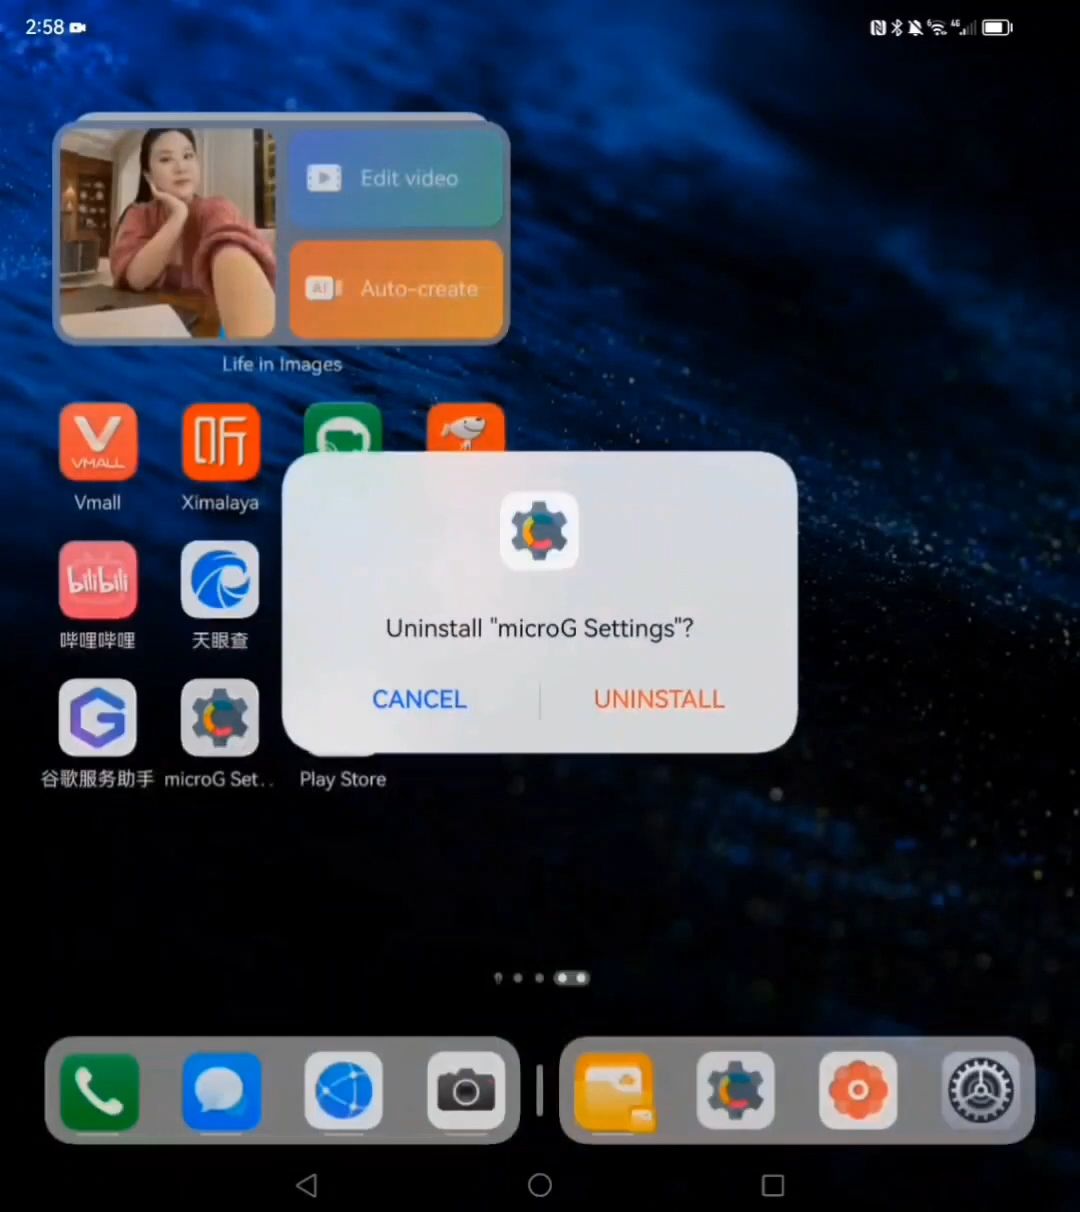 2:58
Edit video
AI
Auto-create
Life in Images
VMALL
听
Vmall
Ximalaya
bilibili
哔哩哔哩
天眼查
Uninstall "microG Settings"?
CANCEL
UNINSTALL
谷歌服务助手
microG Set..
Play Store